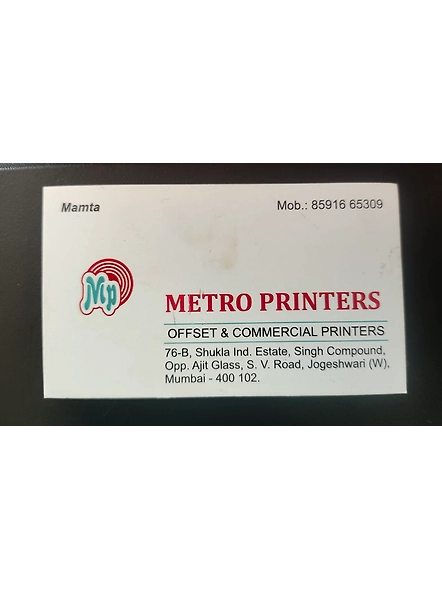 Mamta
Mob.: 85916 65309
Mp
METRO PRINTERS
OFFSET & COMMERCIAL PRINTERS
76-B, Shukla Ind. Estate, Singh Compound,
Opp. Ajit Glass, S. V. Road, Jogeshwari (W),
Mumbai - 400 102.